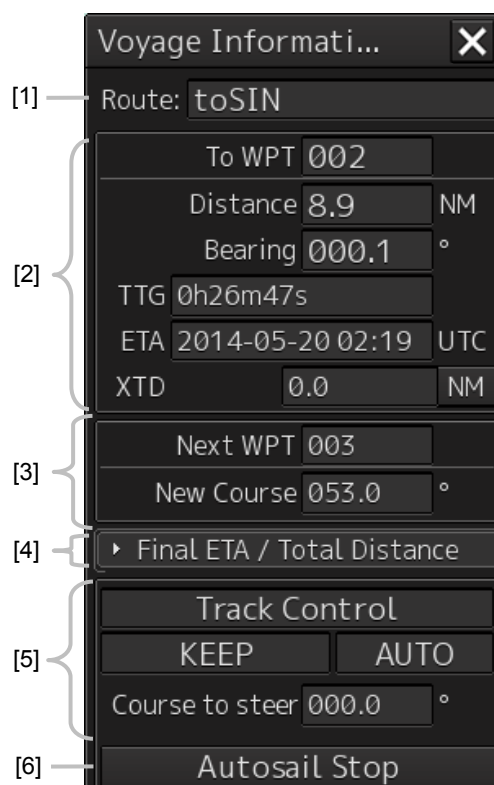 Voyage Informati...
[1] Route: toSIN
[2]
To WPT 002
Distance 8.9 NM
Bearing 000.1 °
TTG 0h26m47s
ETA 2014-05-20 02:19 UTC
XTD 0.0 NM
[3]
Next WPT 003
New Course 053.0 °
[4] Final ETA / Total Distance
[5]
Track Control
KEEP AUTO
Course to steer 000.0 °
[6] Autosail Stop